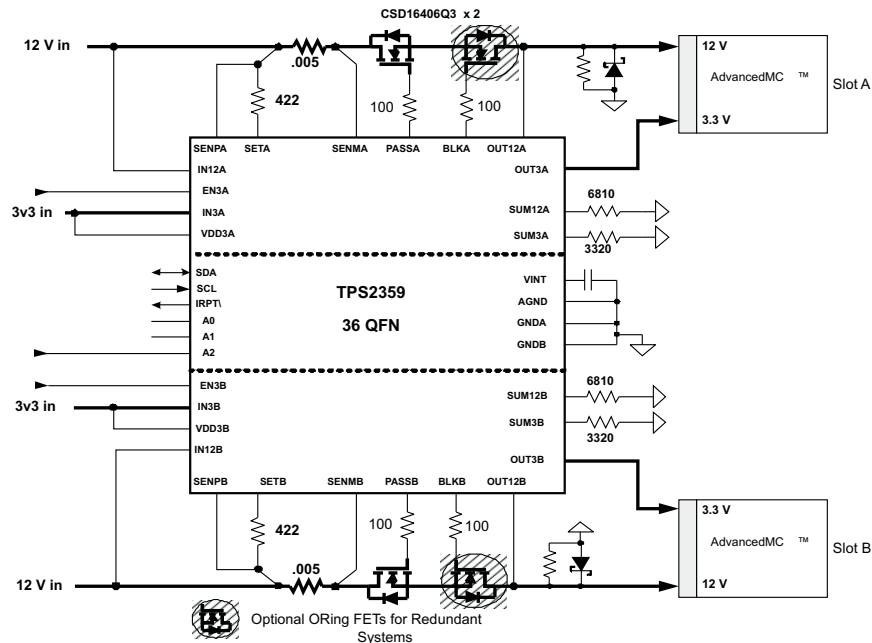 CSD16406Q3 x 2
12 V in
.005
422
100
100
12 V
AdvancedMC ™
3.3 V
Slot A
SENPA SETA SENMA PASSA BLKA OUT12A
IN12A
OUT3A
EN3A
3v3 in
IN3A
VDD3A
SUM12A
6810
SUM3A
3320
SDA
SCL
IRPT\
A0
A1
A2
TPS2359
36 QFN
VINT
AGND
GNDA
GNDB
EN3B
3v3 in
IN3B
VDD3B
IN12B
SUM12B
6810
SUM3B
3320
OUT3B
SENPB SETB SENMB PASSB BLKB OUT12B
422
100
100
3.3 V
AdvancedMC ™
12 V
Slot B
12 V in
.005
Optional ORing FETs for Redundant
Systems